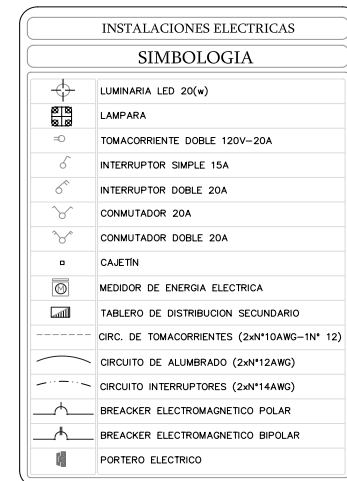 INSTALACIONES ELECTRICAS
SIMBOLOGIA
LUMINARIA LED 20(w)
LAMPARA
TOMACORRIENTE DOBLE 120V-20A
INTERRUPTOR SIMPLE 15A
INTERRUPTOR DOBLE 20A
CONMUTADOR 20A
CONMUTADOR DOBLE 20A
CAJETÍN
M MEDIDOR DE ENERGIA ELECTRICA
TABLERO DE DISTRIBUCION SECUNDARIO
CIRC. DE TOMACORRIENTES (2xN°10AWG-1N° 12)
CIRCUITO DE ALUMBRADO (2xN°12AWG)
CIRCUITO INTERRUPTORES (2xN°14AWG)
BREACKER ELECTROMAGNETICO POLAR
BREACKER ELECTROMAGNETICO BIPOLAR
PORTERO ELECTRICO